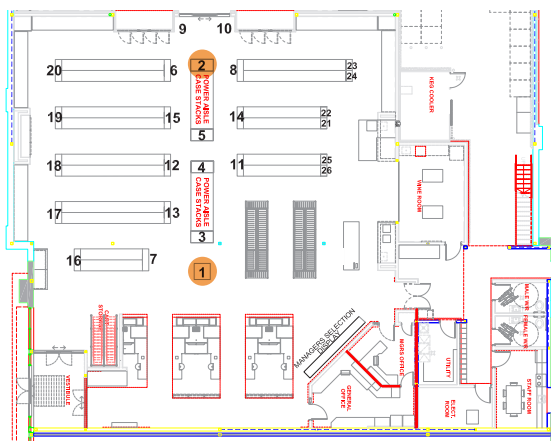 9 10
20 6 2 8 23
24
POWER AISLE
CASE STACKS
19 15 5 14 22
21
KEG COOLER
18 12 4 11 25
26
POWER AISLE
CASE STACKS
WINE ROOM
17 13 3
16 7 1
CART
STORAGE
VESTIBULE
MANAGERS SELECTION
DISPLAY
GENERAL
OFFICE
MGRS OFFICE
UTILITY
ELECT.
ROOM
MALE WR
FEMALE WR
STAFF ROOM